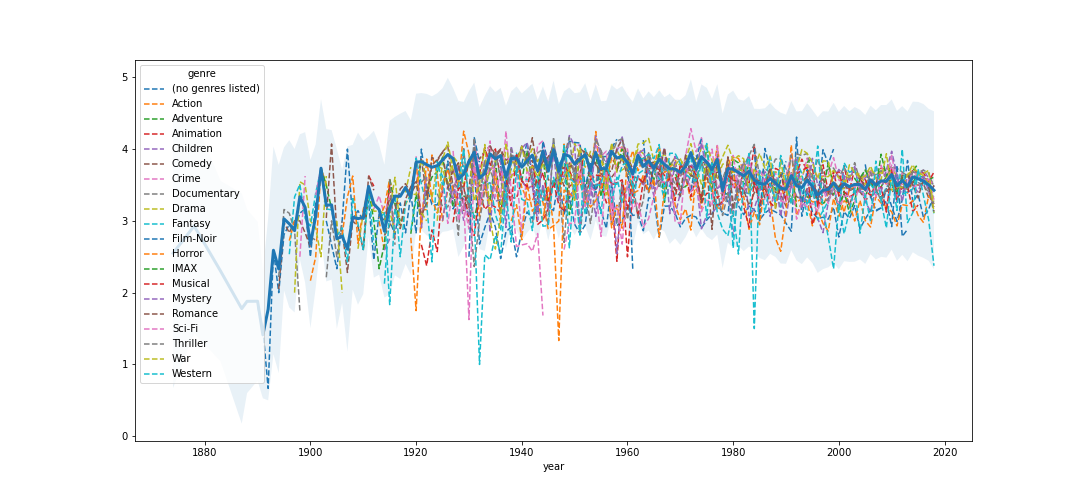 genre
(no genres listed)
Action
Adventure
Animation
Children
Comedy
Crime
Documentary
Drama
Fantasy
Film-Noir
Horror
IMAX
Musical
Mystery
Romance
Sci-Fi
Thriller
War
Western
5
4
3
2
1
0
1880 1900 1920 1940 1960 1980 2000 2020
year